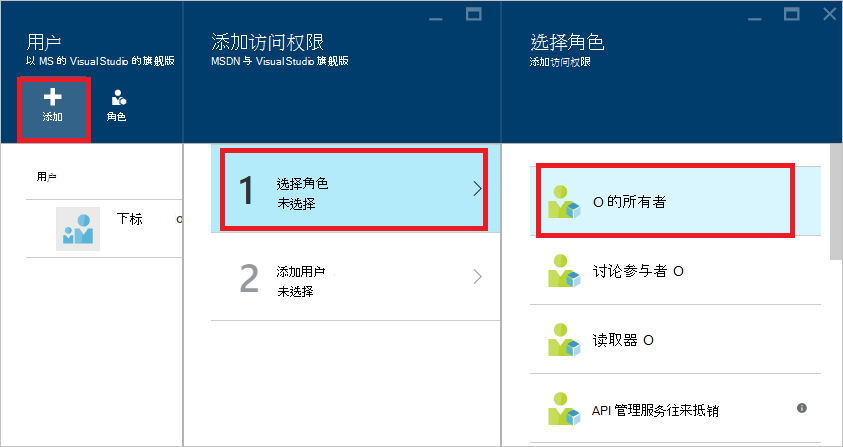 用户
以 MS 的 Visual Studio 的旗舰版
添加
角色
用户
下标 o
添加访问权限
MSDN 与 Visual Studio 旗舰版
1
选择角色
未选择
2
添加用户
未选择
选择角色
添加访问权限
O 的所有者
讨论参与者 O
读取器 O
API 管理服务往来抵销